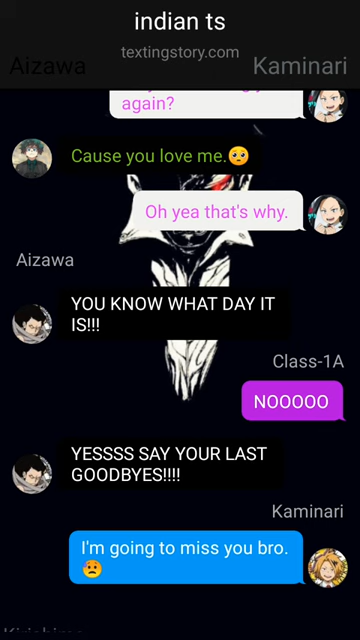 indian ts
textingstory.com
Aizawa
Kaminari
again?
Cause you love me.🥺
Oh yea that's why.
Aizawa
YOU KNOW WHAT DAY IT
IS!!!
Class-1A
NOOOOO
YESSSS SAY YOUR LAST
GOODBYES!!!!
Kaminari
I'm going to miss you bro.
😥